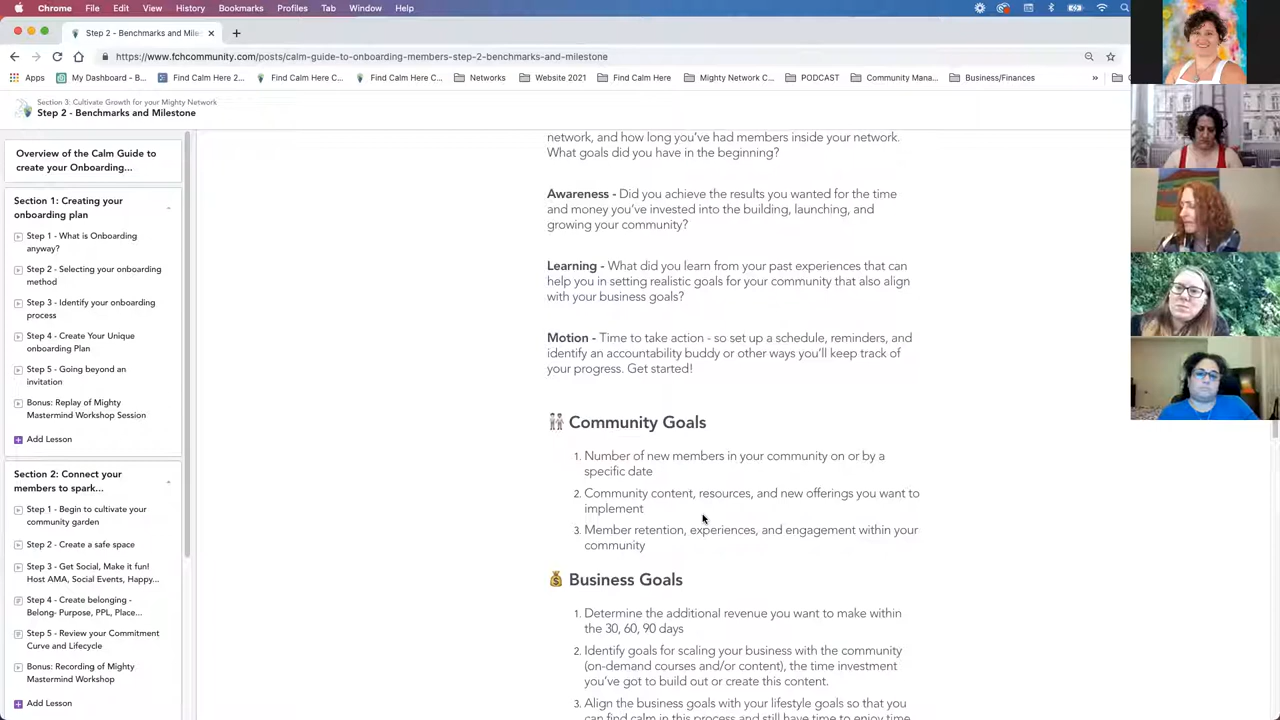 Chrome File Edit View History Bookmarks Profiles Tab Window Help
Step 2 - Benchmarks and Miles
https://www.fchcommunity.com/posts/calm-guide-to-onboarding-members-step-2-benchmarks-and-milestone
Apps My Dashboard - B... Find Calm Here 2... Find Calm Here C... Find Calm Here C... Networks Website 2021 Find Calm Here Mighty Network C... PODCAST Community Mana... Business/Finances »
Section 3: Cultivate Growth for your Mighty Network
Step 2 - Benchmarks and Milestone
Overview of the Calm Guide to
create your Onboarding...
Section 1: Creating your
onboarding plan
Step 1 - What is Onboarding
anyway?
Step 2 - Selecting your onboarding
method
Step 3 - Identify your onboarding
process
Step 4 - Create Your Unique
onboarding Plan
Step 5 - Going beyond an
invitation
Bonus: Replay of Mighty
Mastermind Workshop Session
Add Lesson
Section 2: Connect your
members to spark...
Step 1 - Begin to cultivate your
community garden
Step 2 - Create a safe space
Step 3 - Get Social, Make it fun!
Host AMA, Social Events, Happy...
Step 4 - Create belonging -
Belong- Purpose, PPL, Place...
Step 5 - Review your Commitment
Curve and Lifecycle
Bonus: Recording of Mighty
Mastermind Workshop
Add Lesson
network, and how long you've had members inside your network.
What goals did you have in the beginning?
Awareness - Did you achieve the results you wanted for the time
and money you've invested into the building, launching, and
growing your community?
Learning - What did you learn from your past experiences that can
help you in setting realistic goals for your community that also align
with your business goals?
Motion - Time to take action - so set up a schedule, reminders, and
identify an accountability buddy or other ways you'll keep track of
your progress. Get started!
Community Goals
1. Number of new members in your community on or by a
specific date
2. Community content, resources, and new offerings you want to
implement
3. Member retention, experiences, and engagement within your
community
Business Goals
1. Determine the additional revenue you want to make within
the 30, 60, 90 days
2. Identify goals for scaling your business with the community
(on-demand courses and/or content), the time investment
you've got to build out or create this content.
3. Align the business goals with your lifestyle goals so that you
can find calm in this process and still have time to enjoy time